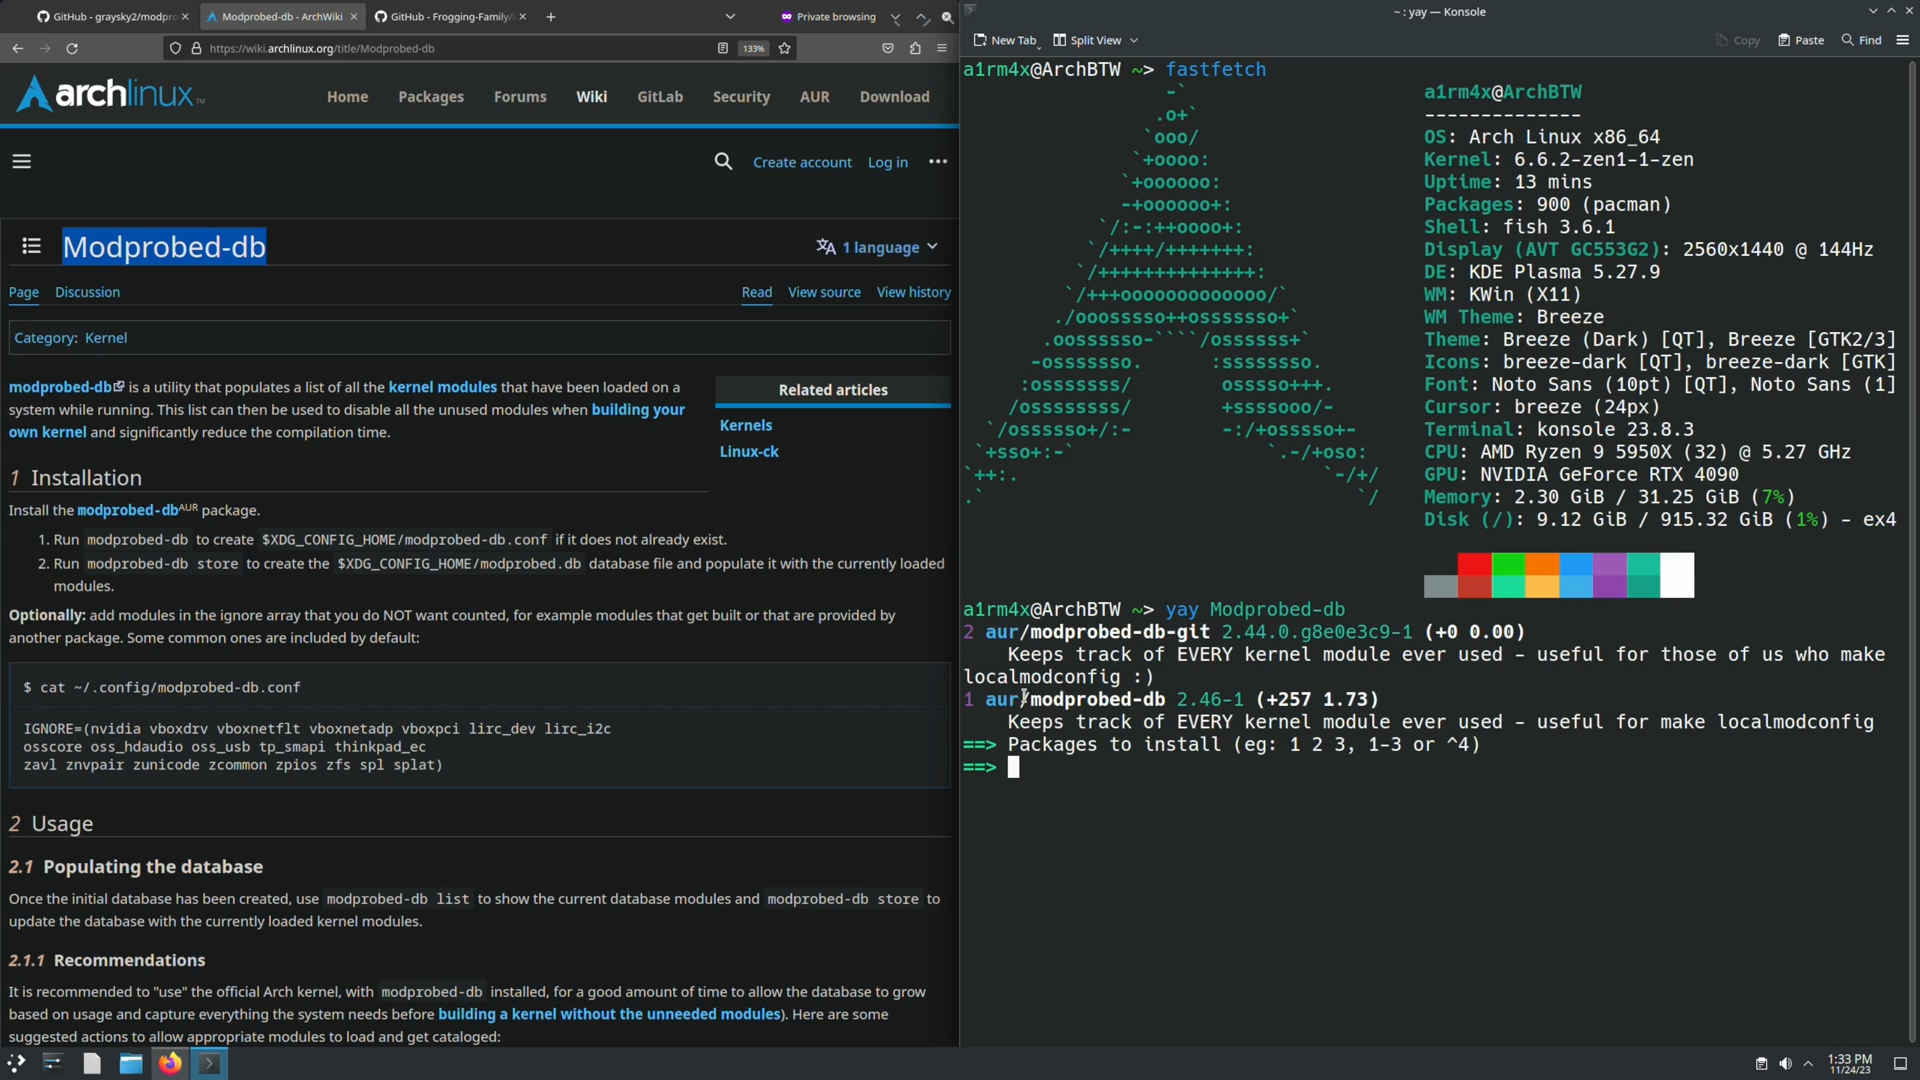 GitHub - graysky2/modpro
Modprobed-db - ArchWiki
GitHub - Frogging-Family/l
Private browsing
https://wiki.archlinux.org/title/Modprobed-db
133%
archlinux
Home
Packages
Forums
Wiki
GitLab
Security
AUR
Download
Create account
Log in
Modprobed-db
1 language
Page
Discussion
Read
View source
View history
Category: Kernel
modprobed-db is a utility that populates a list of all the kernel modules that have been loaded on a
system while running. This list can then be used to disable all the unused modules when building your
own kernel and significantly reduce the compilation time.
Related articles
Kernels
Linux-ck
1 Installation
Install the modprobed-dbAUR package.
1. Run modprobed-db to create $XDG_CONFIG_HOME/modprobed-db.conf if it does not already exist.
2. Run modprobed-db store to create the $XDG_CONFIG_HOME/modprobed.db database file and populate it with the currently loaded
modules.
Optionally: add modules in the ignore array that you do NOT want counted, for example modules that get built or that are provided by
another package. Some common ones are included by default:
$ cat ~/.config/modprobed-db.conf
IGNORE=(nvidia vboxdrv vboxnetflt vboxnetadp vboxpci lirc_dev lirc_i2c
osscore oss_hdaudio oss_usb tp_smapi thinkpad_ec
zavl znvpair zunicode zcommon zpios zfs spl splat)
2 Usage
2.1 Populating the database
Once the initial database has been created, use modprobed-db list to show the current database modules and modprobed-db store to
update the database with the currently loaded kernel modules.
2.1.1 Recommendations
It is recommended to "use" the official Arch kernel, with modprobed-db installed, for a good amount of time to allow the database to grow
based on usage and capture everything the system needs before building a kernel without the unneeded modules). Here are some
suggested actions to allow appropriate modules to load and get cataloged:
~ : yay — Konsole
New Tab
Split View
Copy
Paste
Find
a1rm4x@ArchBTW ~> fastfetch
-`
.o+`
`ooo/
`+oooo:
`+oooooo:
-+oooooo+:
`/:-:++oooo+:
`/++++/+++++++:
`/++++++++++++++:
`/+++ooooooooooooo/`
./ooosssso++osssssso+`
.oossssso-````/ossssss+`
-osssssso.      :ssssssso.
:osssssss/        osssso+++.
/ossssssss/        +ssssooo/-
`/ossssso+/:-        -:/+osssso+-
`+sso+:-`                 `.-/+oso:
`++:.                           `-/+/
.`                                 `/
a1rm4x@ArchBTW
--------------
OS: Arch Linux x86_64
Kernel: 6.6.2-zen1-1-zen
Uptime: 13 mins
Packages: 900 (pacman)
Shell: fish 3.6.1
Display (AVT GC553G2): 2560x1440 @ 144Hz
DE: KDE Plasma 5.27.9
WM: KWin (X11)
WM Theme: Breeze
Theme: Breeze (Dark) [QT], Breeze [GTK2/3]
Icons: breeze-dark [QT], breeze-dark [GTK]
Font: Noto Sans (10pt) [QT], Noto Sans (1]
Cursor: breeze (24px)
Terminal: konsole 23.8.3
CPU: AMD Ryzen 9 5950X (32) @ 5.27 GHz
GPU: NVIDIA GeForce RTX 4090
Memory: 2.30 GiB / 31.25 GiB (7%)
Disk (/): 9.12 GiB / 915.32 GiB (1%) - ex4
a1rm4x@ArchBTW ~> yay Modprobed-db
2 aur/modprobed-db-git 2.44.0.g8e0e3c9-1 (+0 0.00)
Keeps track of EVERY kernel module ever used - useful for those of us who make
localmodconfig :)
1 aur/modprobed-db 2.46-1 (+257 1.73)
Keeps track of EVERY kernel module ever used - useful for make localmodconfig
==> Packages to install (eg: 1 2 3, 1-3 or ^4)
==>
1:33 PM
11/24/23